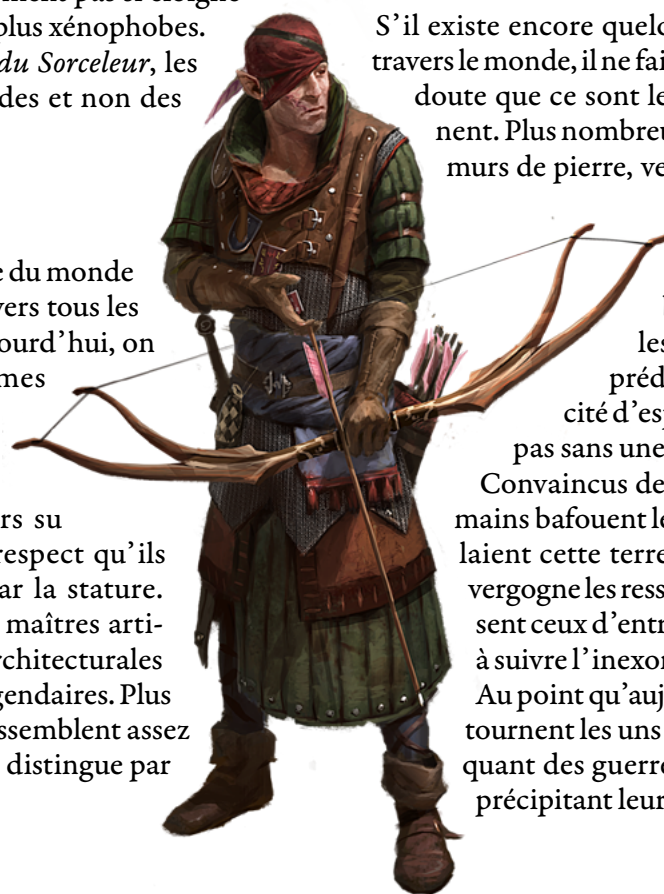 ment pas si éloigné
plus xénophobes.
du Sorceleur, les
des et non des
e du monde
vers tous les
ourd'hui, on
mes
rs su
respect qu'ils
ar la stature.
maîtres arti-
rchitecturales
gendaires. Plus
ssemblent assez
distingue par
S'il existe encore quelq
travers le monde, il ne fai
doute que ce sont le
nent. Plus nombreu
murs de pierre, ve
les
préd
cité d'esp
pas sans une
Convaincus de
mains bafouent le
laient cette terre
vergogne les ress
sent ceux d'entr
à suivre l'inexor
Au point qu'auj
tournent les uns
quant des guerre
précipitant leur